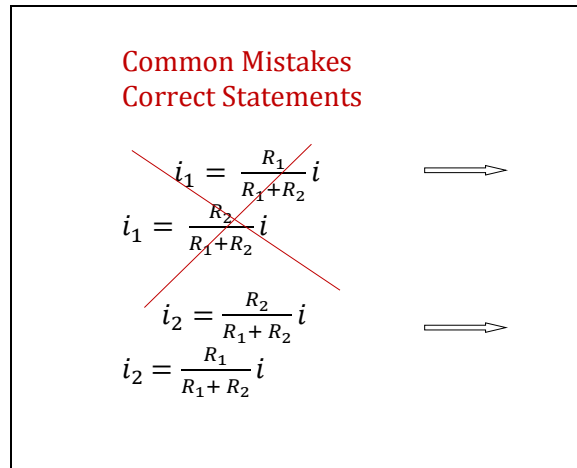 Common Mistakes
Correct Statements
i₁ = R₁/(R₁+R₂) i
i₁ = R₂/(R₁+R₂) i
i₂ = R₂/(R₁+ R₂) i
i₂ = R₁/(R₁+ R₂) i